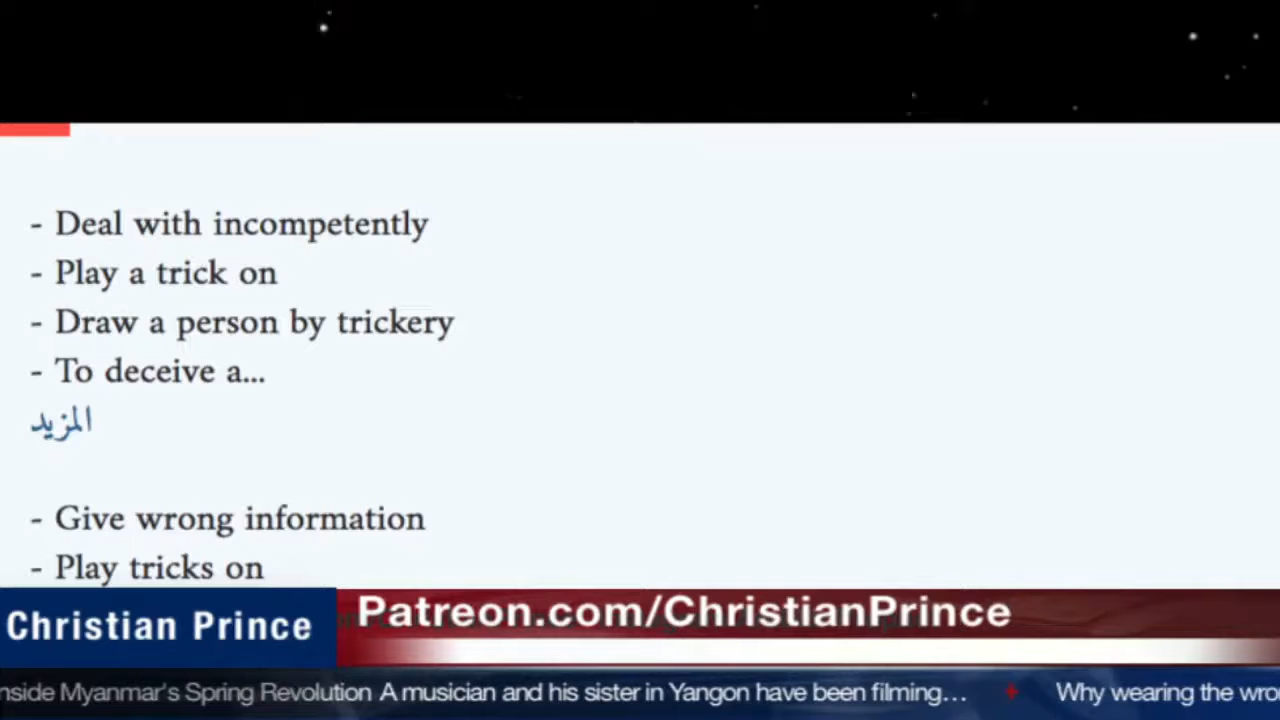 - Deal with incompetently
- Play a trick on
- Draw a person by trickery
- To deceive a...
المزيد
- Give wrong information
- Play tricks on
Christian Prince
Patreon.com/ChristianPrince
nside Myanmar's Spring Revolution A musician and his sister in Yangon have been filming... Why wearing the wro